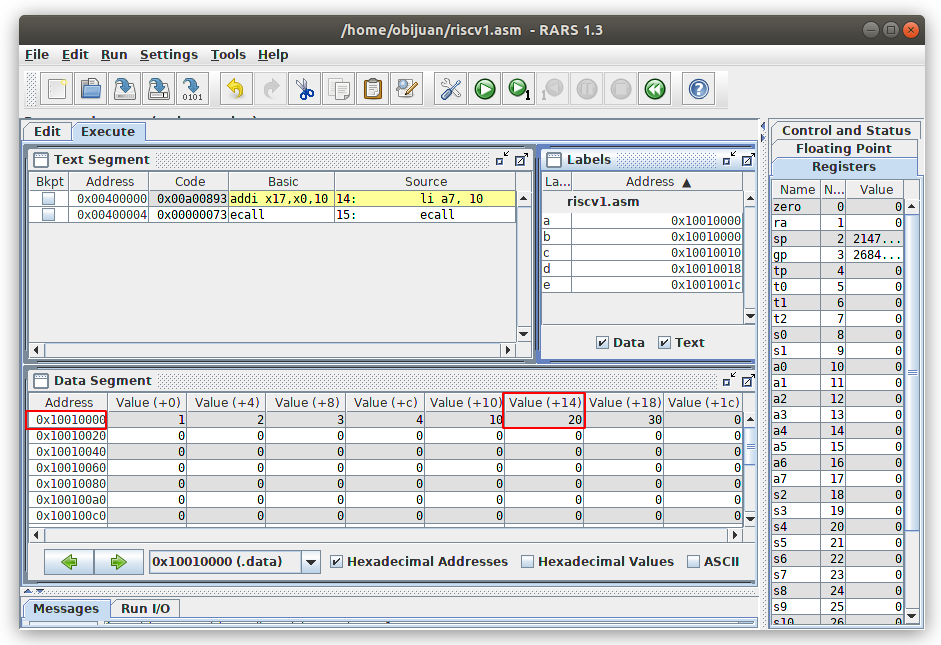 /home/obijuan/riscv1.asm - RARS 1.3
File Edit Run Settings Tools Help
0101 1 1
Edit Execute
Text Segment
Bkpt Address Code Basic Source
0x00400000 0x00a00893 addi x17,x0,10 14: li a7, 10
0x00400004 0x00000073 ecall 15: ecall
Labels
La... Address ▲
riscv1.asm
a 0x10010000
b 0x10010000
c 0x10010010
d 0x10010018
e 0x1001001c
Data Text
Data Segment
Address Value (+0) Value (+4) Value (+8) Value (+c) Value (+10) Value (+14) Value (+18) Value (+1c)
0x10010000 1 2 3 4 10 20 30 0
0x10010020 0 0 0 0 0 0 0 0
0x10010040 0 0 0 0 0 0 0 0
0x10010060 0 0 0 0 0 0 0 0
0x10010080 0 0 0 0 0 0 0 0
0x100100a0 0 0 0 0 0 0 0 0
0x100100c0 0 0 0 0 0 0 0 0
0x10010000 (.data) Hexadecimal Addresses Hexadecimal Values ASCII
Messages Run I/O
Control and Status
Floating Point
Registers
Name N... Value
zero 0 0
ra 1 0
sp 2 2147...
gp 3 2684...
tp 4 0
t0 5 0
t1 6 0
t2 7 0
s0 8 0
s1 9 0
a0 10 0
a1 11 0
a2 12 0
a3 13 0
a4 14 0
a5 15 0
a6 16 0
a7 17 0
s2 18 0
s3 19 0
s4 20 0
s5 21 0
s6 22 0
s7 23 0
s8 24 0
s9 25 0
s10 26 0